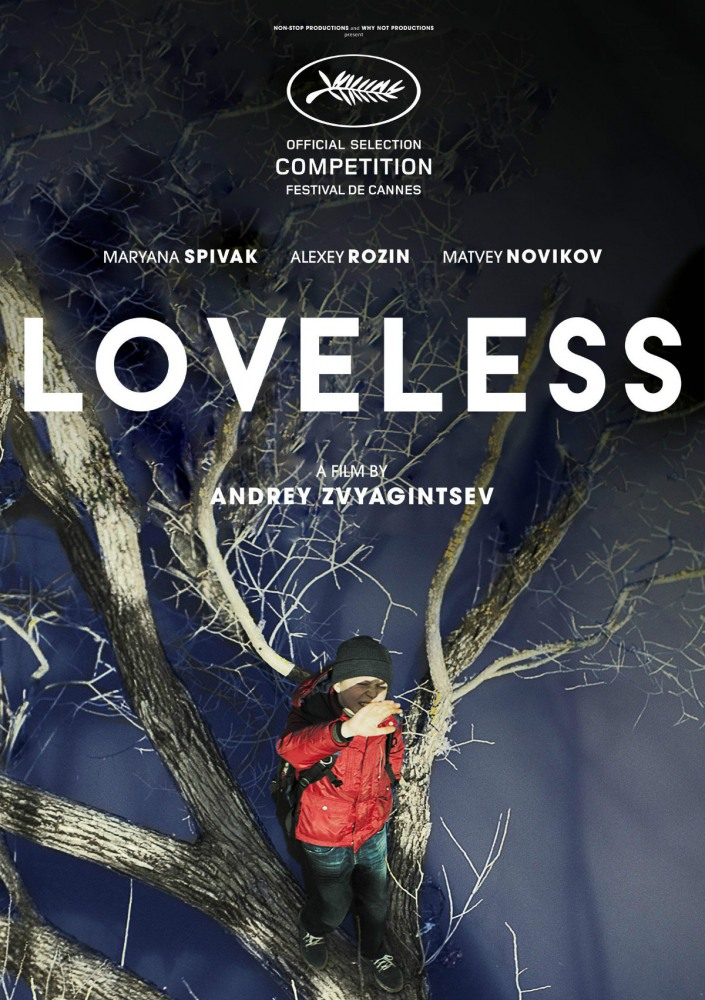 NON-STOP PRODUCTIONS and WHY NOT PRODUCTIONS
present
OFFICIAL SELECTION
COMPETITION
FESTIVAL DE CANNES
MARYANA SPIVAK ALEXEY ROZIN MATVEY NOVIKOV
LOVELESS
A FILM BY
ANDREY ZVYAGINTSEV